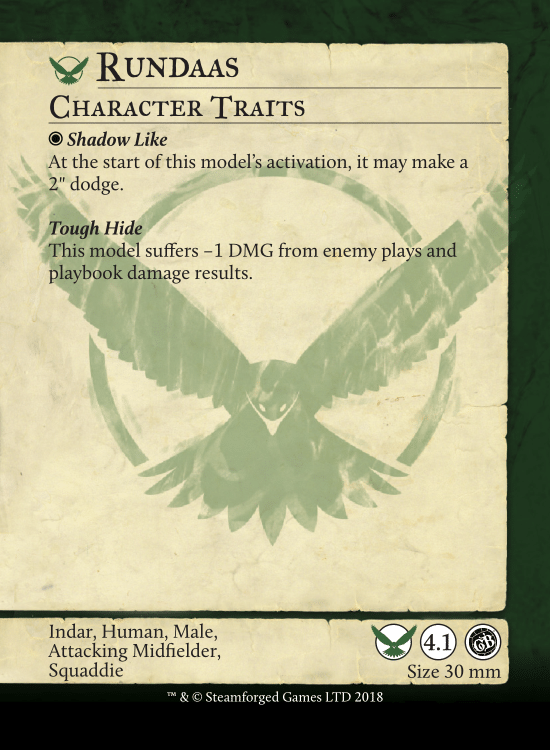 Rundaas
Character Traits
Shadow Like
At the start of this model's activation, it may make a
2" dodge.
Tough Hide
This model suffers −1 DMG from enemy plays and
playbook damage results.
Indar, Human, Male,
Attacking Midfielder,
Squaddie
4.1
GB
Size 30 mm
™ & © Steamforged Games LTD 2018